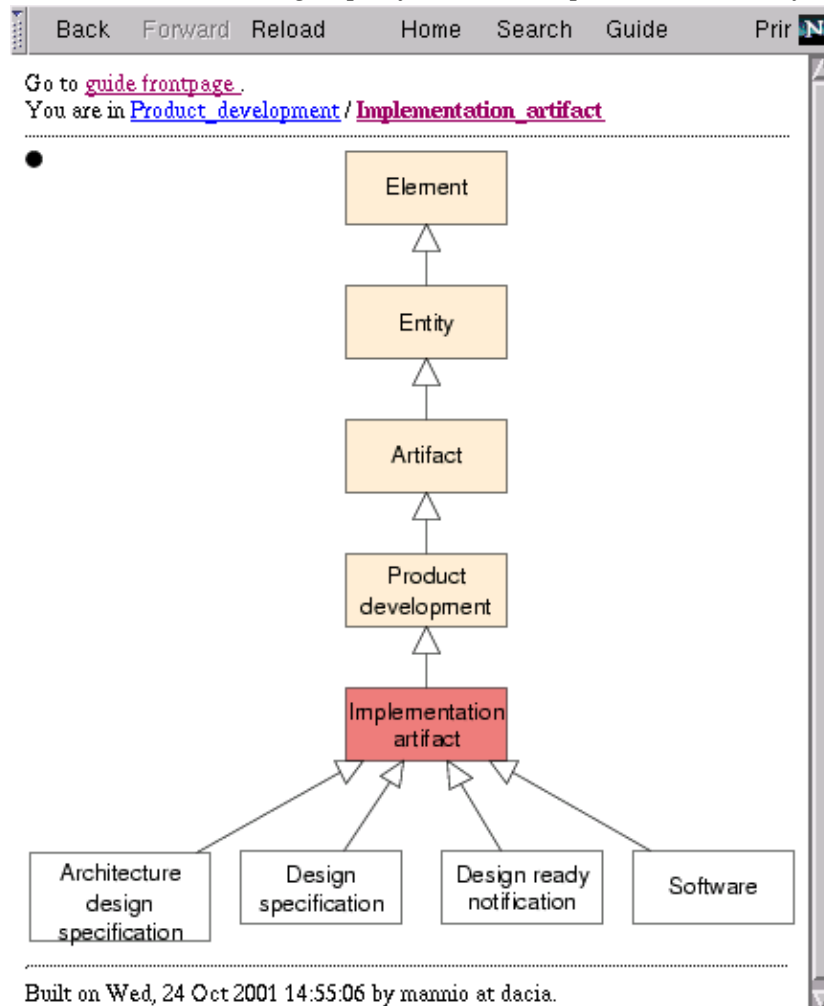 Back Forward Reload Home Search Guide Prir N
Go to guide frontpage .
You are in Product_development / Implementation_artifact
Element
Entity
Artifact
Product
development
Implementation
artifact
Architecture
design
specification
Design
specification
Design ready
notification
Software
Built on Wed, 24 Oct 2001 14:55:06 by mannio at dacia.